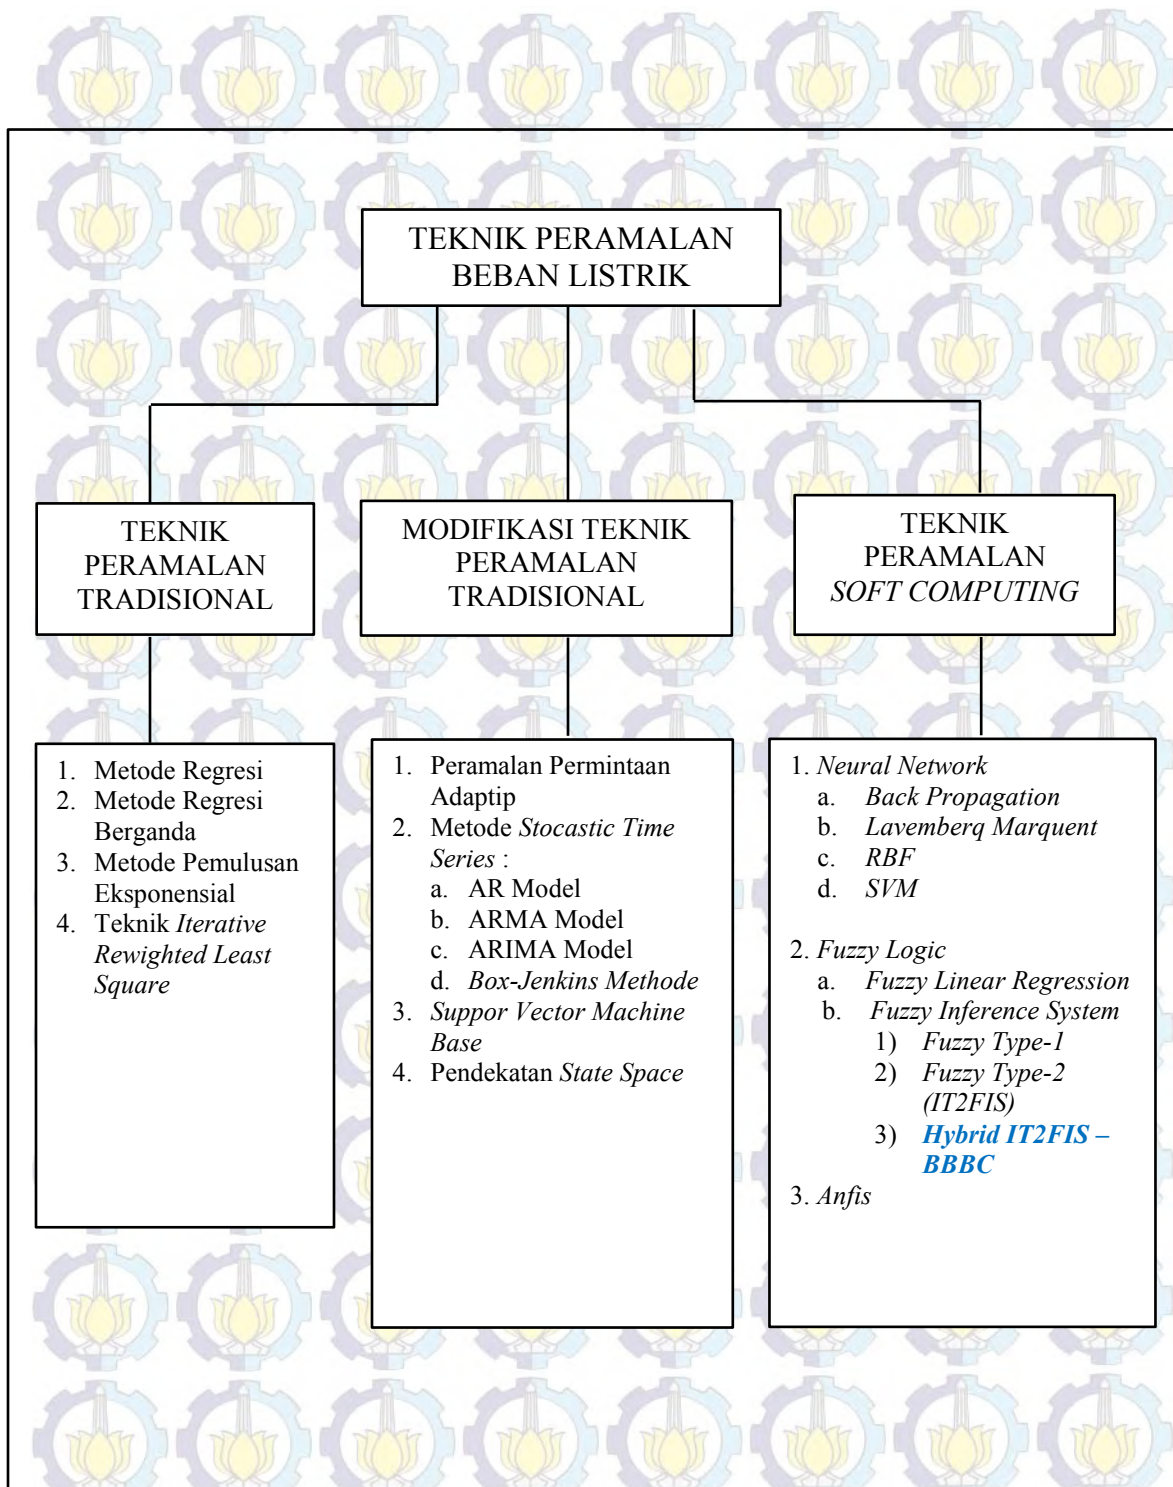 TEKNIK PERAMALAN
BEBAN LISTRIK
TEKNIK
PERAMALAN
TRADISIONAL
MODIFIKASI TEKNIK
PERAMALAN
TRADISIONAL
TEKNIK
PERAMALAN
SOFT COMPUTING
1. Metode Regresi
2. Metode Regresi
Berganda
3. Metode Pemulusan
Eksponensial
4. Teknik Iterative
Rewighted Least
Square
1. Peramalan Permintaan
Adaptip
2. Metode Stocastic Time
Series :
a. AR Model
b. ARMA Model
c. ARIMA Model
d. Box-Jenkins Methode
3. Suppor Vector Machine
Base
4. Pendekatan State Space
1. Neural Network
a. Back Propagation
b. Lavemberq Marquent
c. RBF
d. SVM
2. Fuzzy Logic
a. Fuzzy Linear Regression
b. Fuzzy Inference System
1) Fuzzy Type-1
2) Fuzzy Type-2
(IT2FIS)
3) Hybrid IT2FIS –
BBBC
3. Anfis